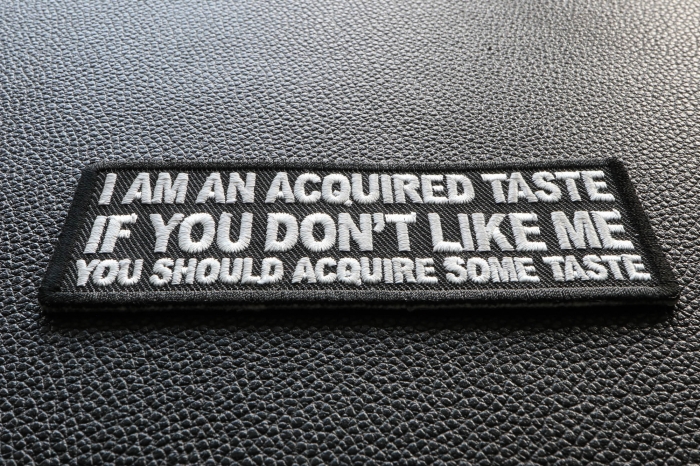 I AM AN ACQUIRED TASTE
IF YOU DON'T LIKE ME
YOU SHOULD ACQUIRE SOME TASTE